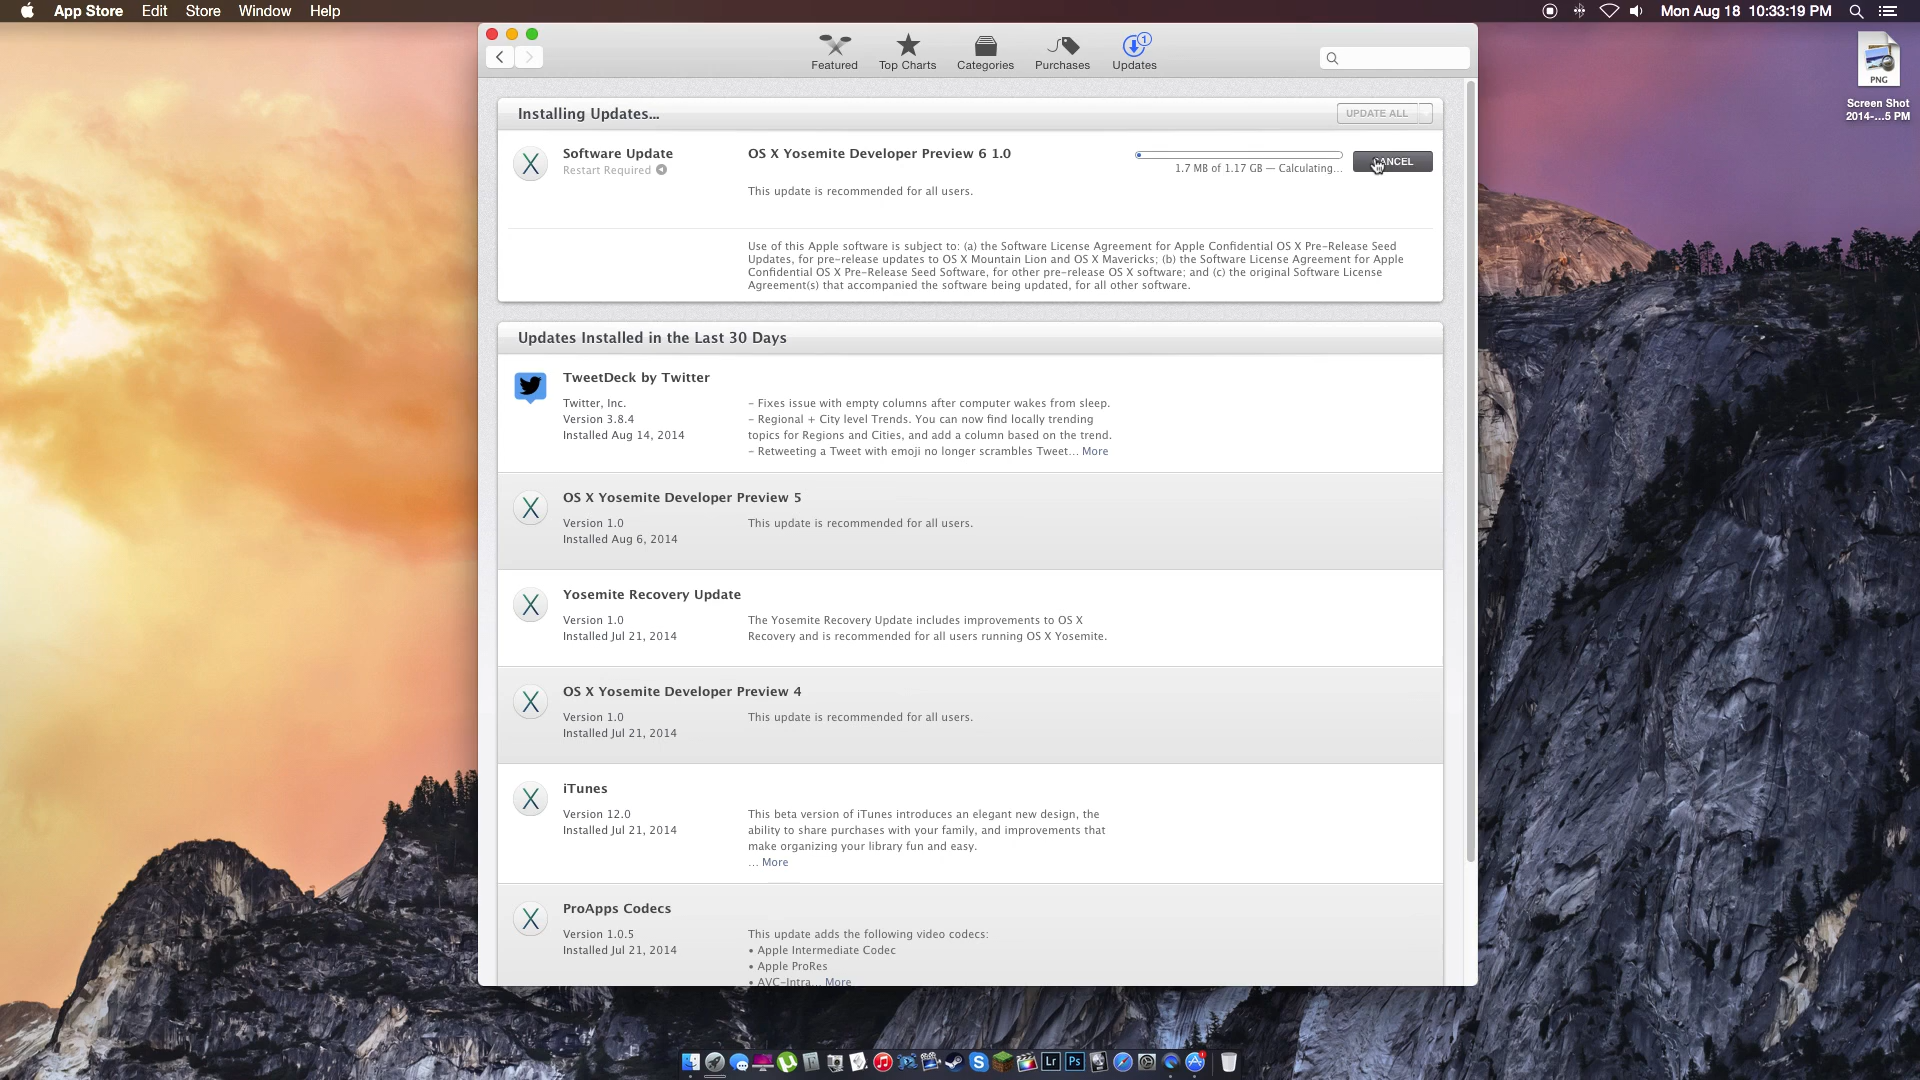 App Store Edit Store Window Help
Mon Aug 18 10:33:19 PM
Featured Top Charts Categories Purchases Updates
1
PNG
Screen Shot
2014-...5 PM
Installing Updates...
UPDATE ALL
Software Update
Restart Required
OS X Yosemite Developer Preview 6 1.0
1.7 MB of 1.17 GB — Calculating...
This update is recommended for all users.
Use of this Apple software is subject to: (a) the Software License Agreement for Apple Confidential OS X Pre-Release Seed
Updates, for pre-release updates to OS X Mountain Lion and OS X Mavericks; (b) the Software License Agreement for Apple
Confidential OS X Pre-Release Seed Software, for other pre-release OS X software; and (c) the original Software License
Agreement(s) that accompanied the software being updated, for all other software.
Updates Installed in the Last 30 Days
TweetDeck by Twitter
Twitter, Inc.
Version 3.8.4
Installed Aug 14, 2014
- Fixes issue with empty columns after computer wakes from sleep.
- Regional + City level Trends. You can now find locally trending
topics for Regions and Cities, and add a column based on the trend.
- Retweeting a Tweet with emoji no longer scrambles Tweet... More
OS X Yosemite Developer Preview 5
Version 1.0
Installed Aug 6, 2014
This update is recommended for all users.
Yosemite Recovery Update
Version 1.0
Installed Jul 21, 2014
The Yosemite Recovery Update includes improvements to OS X
Recovery and is recommended for all users running OS X Yosemite.
OS X Yosemite Developer Preview 4
Version 1.0
Installed Jul 21, 2014
This update is recommended for all users.
iTunes
Version 12.0
Installed Jul 21, 2014
This beta version of iTunes introduces an elegant new design, the
ability to share purchases with your family, and improvements that
make organizing your library fun and easy.
... More
ProApps Codecs
Version 1.0.5
Installed Jul 21, 2014
This update adds the following video codecs:
• Apple Intermediate Codec
• Apple ProRes
• AVC-Intra... More
Lr
Ps